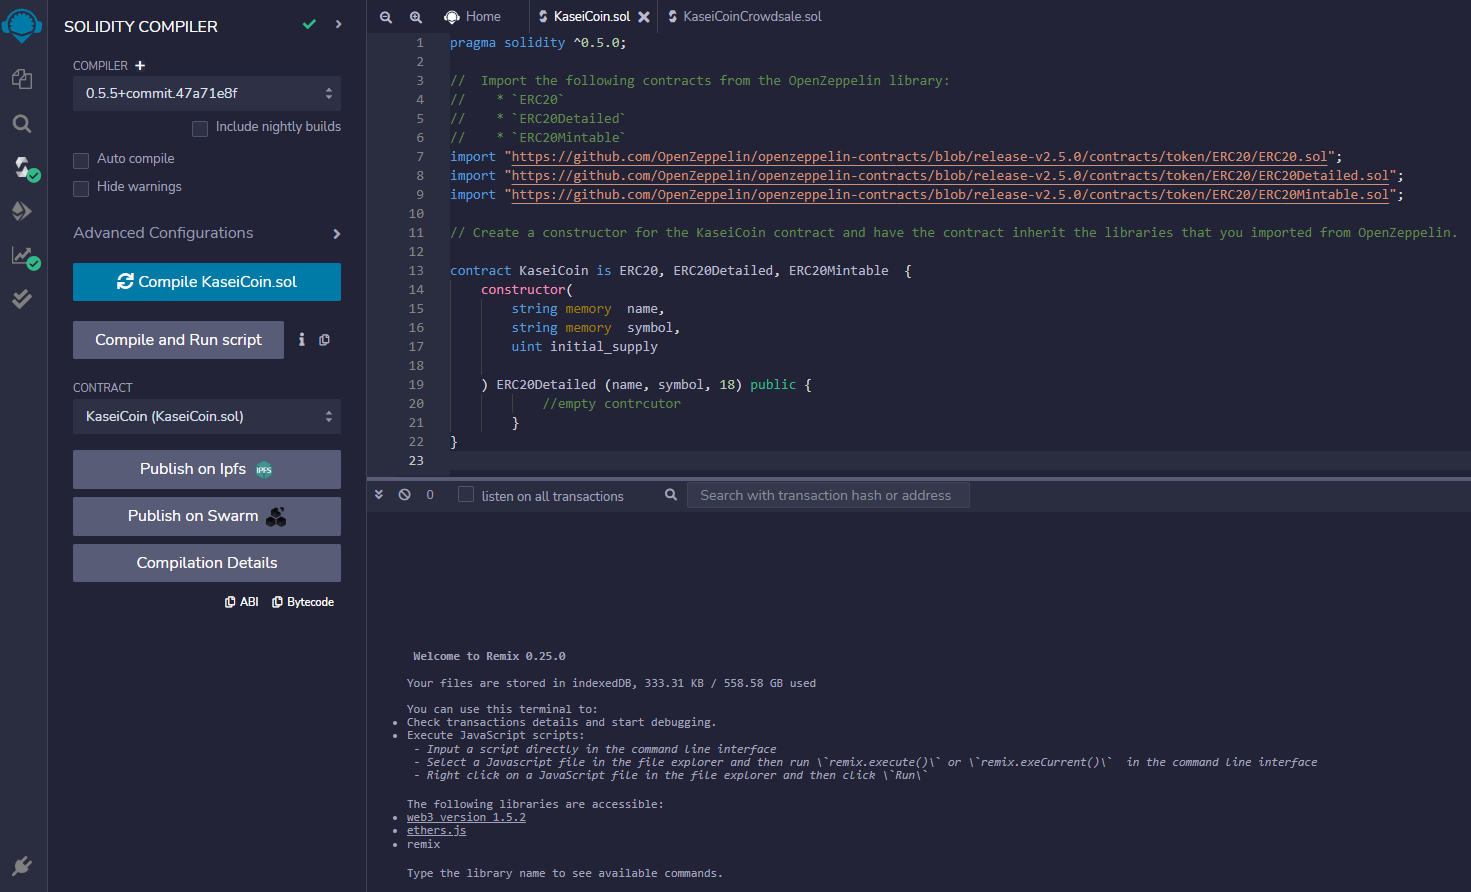 SOLIDITY COMPILER
COMPILER +
0.5.5+commit.47a71e8f
Include nightly builds
Auto compile
Hide warnings
Advanced Configurations
Compile KaseiCoin.sol
Compile and Run script
CONTRACT
KaseiCoin (KaseiCoin.sol)
Publish on Ipfs IPFS
Publish on Swarm
Compilation Details
ABI Bytecode
Home KaseiCoin.sol KaseiCoinCrowdsale.sol
1 pragma solidity ^0.5.0;
2
3 //  Import the following contracts from the OpenZeppelin library:
4 //    * `ERC20`
5 //    * `ERC20Detailed`
6 //    * `ERC20Mintable`
7 import "https://github.com/OpenZeppelin/openzeppelin-contracts/blob/release-v2.5.0/contracts/token/ERC20/ERC20.sol";
8 import "https://github.com/OpenZeppelin/openzeppelin-contracts/blob/release-v2.5.0/contracts/token/ERC20/ERC20Detailed.sol";
9 import "https://github.com/OpenZeppelin/openzeppelin-contracts/blob/release-v2.5.0/contracts/token/ERC20/ERC20Mintable.sol";
10
11 // Create a constructor for the KaseiCoin contract and have the contract inherit the libraries that you imported from OpenZeppelin.
12
13 contract KaseiCoin is ERC20, ERC20Detailed, ERC20Mintable  {
14     constructor(
15         string memory  name,
16         string memory  symbol,
17         uint initial_supply
18
19     ) ERC20Detailed (name, symbol, 18) public {
20             //empty contrcutor
21         }
22 }
23
0 listen on all transactions Search with transaction hash or address
Welcome to Remix 0.25.0
Your files are stored in indexedDB, 333.31 KB / 558.58 GB used
You can use this terminal to:
• Check transactions details and start debugging.
• Execute JavaScript scripts:
- Input a script directly in the command line interface
- Select a Javascript file in the file explorer and then run \`remix.execute()\` or \`remix.exeCurrent()\`  in the command line interface
- Right click on a JavaScript file in the file explorer and then click \`Run\`
The following libraries are accessible:
• web3 version 1.5.2
• ethers.js
• remix
Type the library name to see available commands.